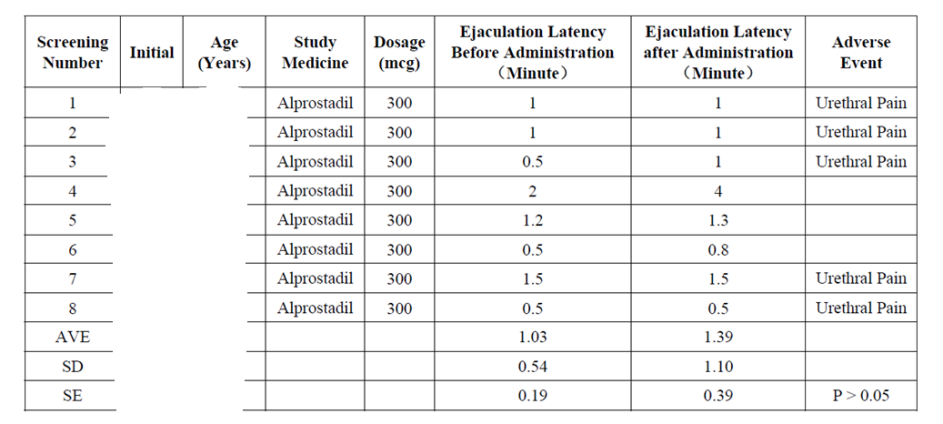 Screening Number Initial Age (Years) Study Medicine Dosage (mcg) Ejaculation Latency Before Administration （Minute） Ejaculation Latency after Administration （Minute） Adverse Event
1 Alprostadil 300 1 1 Urethral Pain
2 Alprostadil 300 1 1 Urethral Pain
3 Alprostadil 300 0.5 1 Urethral Pain
4 Alprostadil 300 2 4
5 Alprostadil 300 1.2 1.3
6 Alprostadil 300 0.5 0.8
7 Alprostadil 300 1.5 1.5 Urethral Pain
8 Alprostadil 300 0.5 0.5 Urethral Pain
AVE 1.03 1.39
SD 0.54 1.10
SE 0.19 0.39 P > 0.05